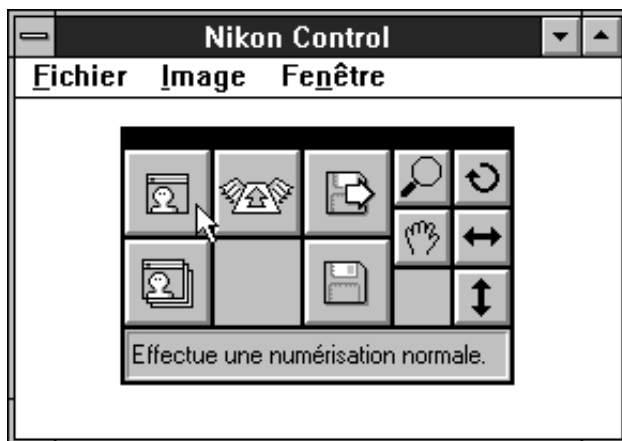 Nikon Control
Fichier Image Fenêtre
Effectue une numérisation normale.